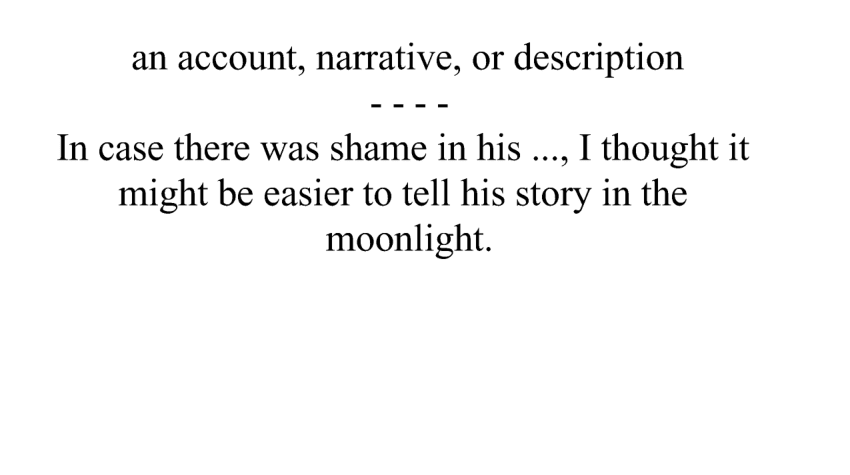 an account, narrative, or description
- - - -
In case there was shame in his ..., I thought it
might be easier to tell his story in the
moonlight.